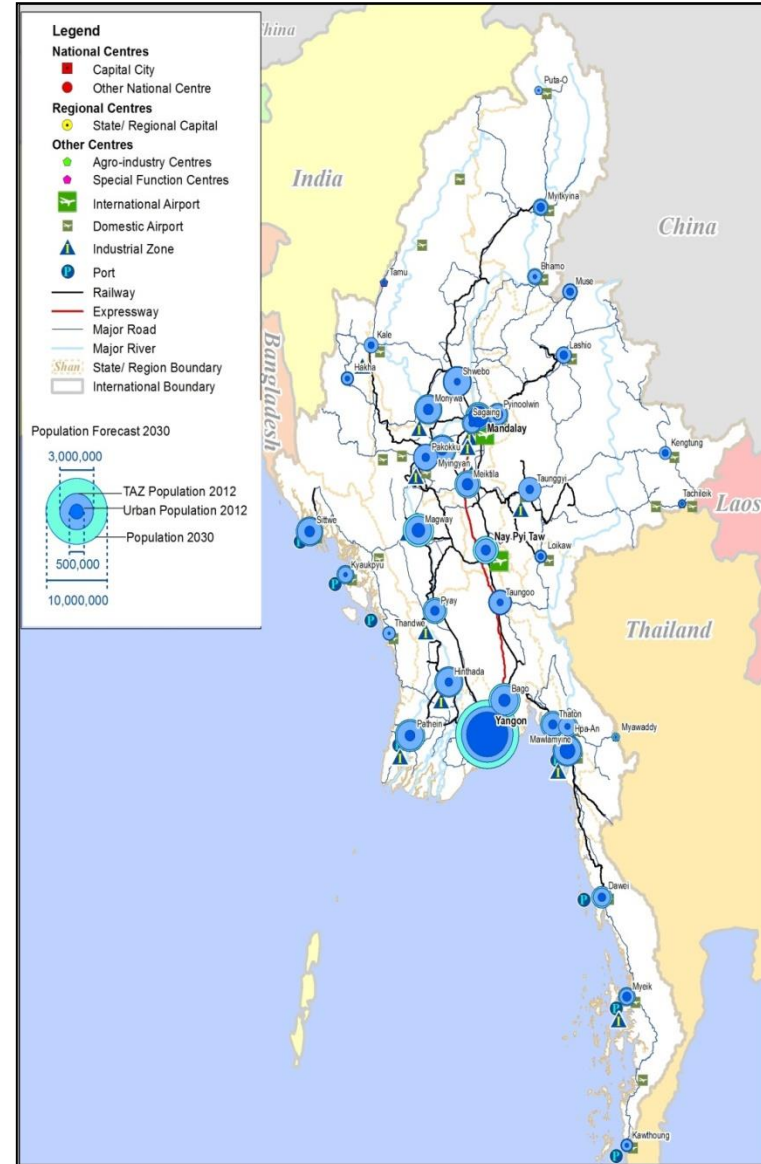 Legend
National Centres
Capital City
Other National Centre
Regional Centres
State/ Regional Capital
Other Centres
Agro-industry Centres
Special Function Centres
International Airport
Domestic Airport
Industrial Zone
P
Port
Railway
Expressway
Major Road
Major River
Shan
State/ Region Boundary
International Boundary
Population Forecast 2030
3,000,000
TAZ Population 2012
Urban Population 2012
Population 2030
500,000
10,000,000
China
India
China
Bangladesh
Laos
Thailand
Puta-O
Myitkyina
Bhamo
Muse
Tamu
Kale
Lashio
Hakha
Shwebo
Monywa
Sagaing
Pyinoolwin
Mandalay
Pakokku
Myingyan
Kengtung
Meiktila
Taunggyi
Tachileik
Sittwe
Magway
Nay Pyi Taw
Loikaw
Kyaukpyu
Taungoo
Pyay
Thandwe
Hinthada
Bago
Yangon
Pathein
Thaton
Hpa-An
Myawaddy
Mawlamyine
Dawei
Myeik
Kawthoung